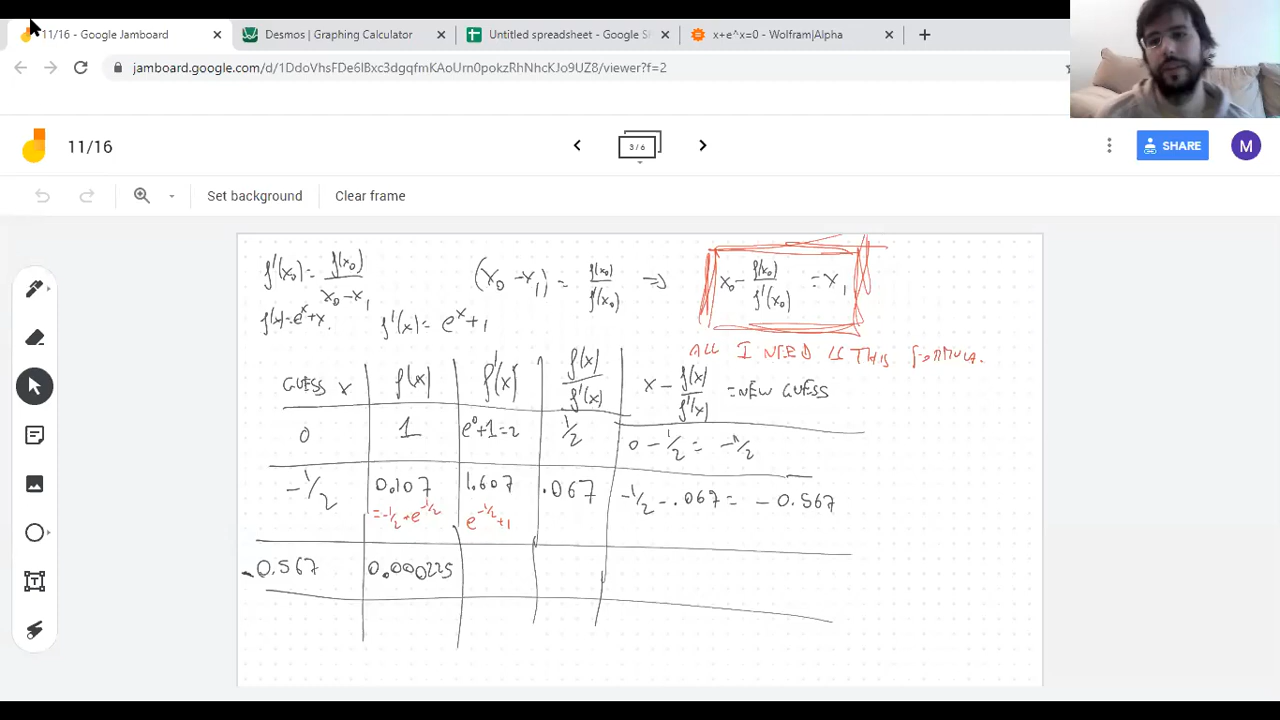 11/16 - Google Jamboard
Desmos | Graphing Calculator
Untitled spreadsheet - Google Sh
x+e^x=0 - Wolfram|Alpha
jamboard.google.com/d/1DdoVhsFDe6lBxc3dgqfmKAoUrn0pokzRhNhcKJo9UZ8/viewer?f=2
11/16
3 / 6
SHARE
M
Set background
Clear frame
f'(x₀) = f(x₀)/(x₀-x₁)
(x₀-x₁) = f(x₀)/f'(x₀) ⇒
x₀ - f(x₀)/f'(x₀) = x₁
f(x)=e^x+x.
f'(x) = e^x+1
ALL I NEED IS THIS FORMULA.
GUESS x
f(x)
f'(x)
f(x)/f'(x)
x - f(x)/f'(x) = NEW GUESS
0
1
e^0+1=2
1/2
0 - 1/2 = -1/2
-1/2
0.107
1.607
.067
-1/2 - .067 = -0.567
=-1/2+e^-1/2
e^-1/2+1
-0.567
0.000225